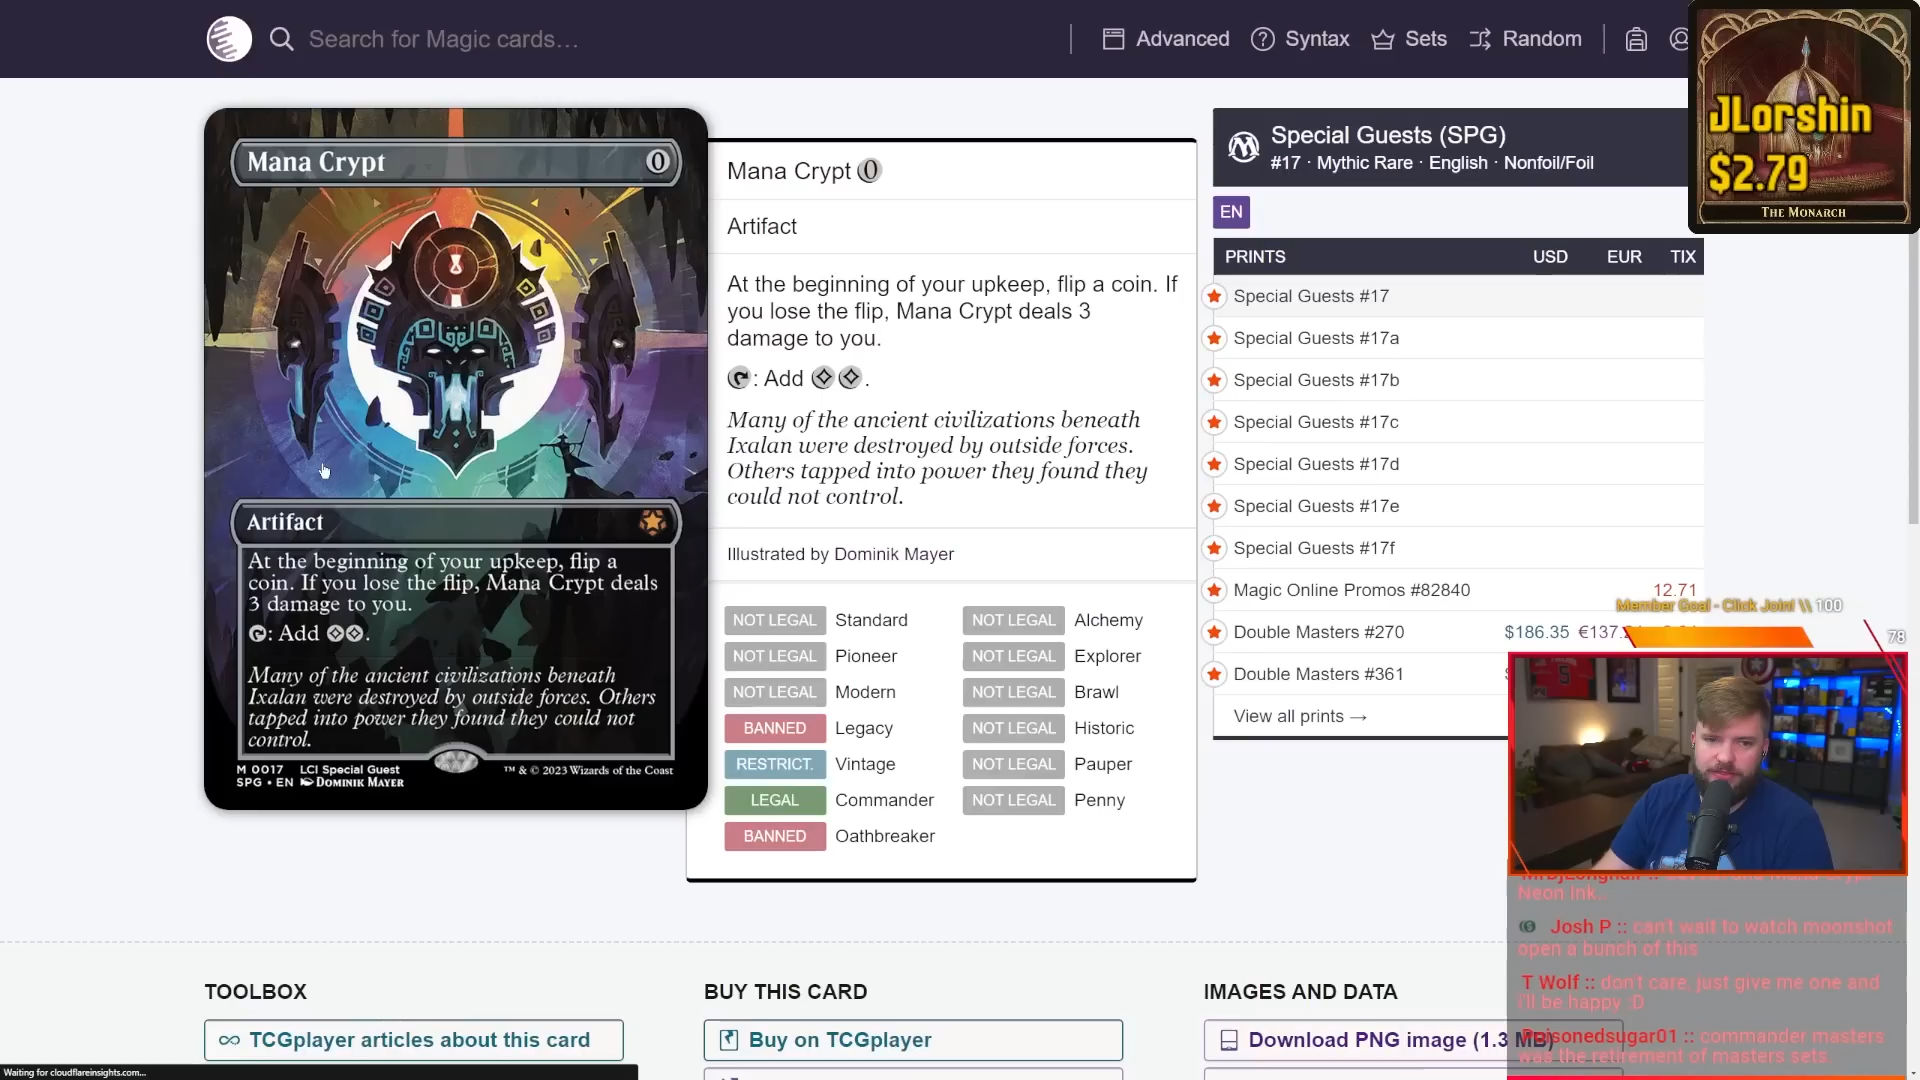 Search for Magic cards…
Advanced
Syntax
Sets
Random
JLorshin
$2.79
THE MONARCH
Mana Crypt 0
Artifact
At the beginning of your upkeep, flip a
coin. If you lose the flip, Mana Crypt deals
3 damage to you.
: Add .
Many of the ancient civilizations beneath
Ixalan were destroyed by outside forces. Others
tapped into power they found they could not
control.
M 0017 LCI Special Guest
SPG • EN DOMINIK MAYER
™ & © 2023 Wizards of the Coast
Mana Crypt 0
Artifact
At the beginning of your upkeep, flip a coin. If
you lose the flip, Mana Crypt deals 3
damage to you.
: Add .
Many of the ancient civilizations beneath
Ixalan were destroyed by outside forces.
Others tapped into power they found they
could not control.
Illustrated by Dominik Mayer
NOT LEGAL Standard NOT LEGAL Alchemy
NOT LEGAL Pioneer NOT LEGAL Explorer
NOT LEGAL Modern NOT LEGAL Brawl
BANNED Legacy NOT LEGAL Historic
RESTRICT. Vintage NOT LEGAL Pauper
LEGAL Commander NOT LEGAL Penny
BANNED Oathbreaker
Special Guests (SPG)
#17 · Mythic Rare · English · Nonfoil/Foil
EN
PRINTS USD EUR TIX
Special Guests #17
Special Guests #17a
Special Guests #17b
Special Guests #17c
Special Guests #17d
Special Guests #17e
Special Guests #17f
Magic Online Promos #82840 12.71
Double Masters #270 $186.35
Double Masters #361
View all prints →
Member Goal - Click Join! \\ 100
78
Neon Ink..
Josh P :: can't wait to watch moonshot
open a bunch of this
T Wolf :: don't care. just give me one and
i'll be happy :D
Poisonedsugar01 :: commander masters
was the retirement of masters sets.
TOOLBOX
TCGplayer articles about this card
BUY THIS CARD
Buy on TCGplayer
IMAGES AND DATA
Download PNG image (1.3 MB)
Waiting for cloudflareinsights.com...